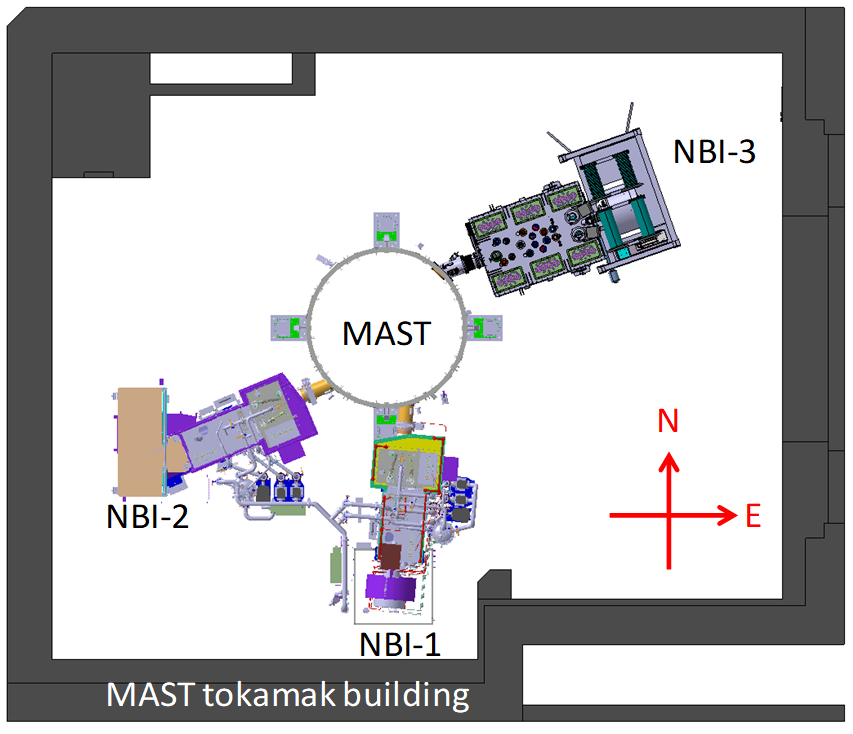 NBI-3
MAST
N
E
NBI-2
NBI-1
MAST tokamak building